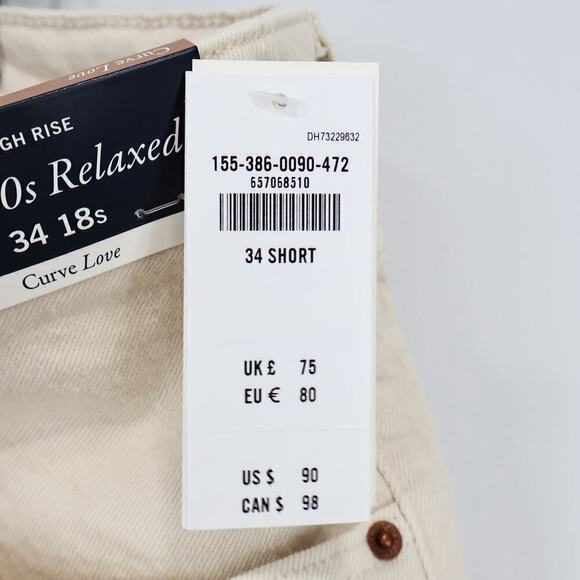 Curve Love
GH RISE
0s Relaxed
34 18s
Curve Love
DH73229632
155-386-0090-472
657068510
34 SHORT
UK £ 75
EU € 80
US $ 90
CAN $ 98